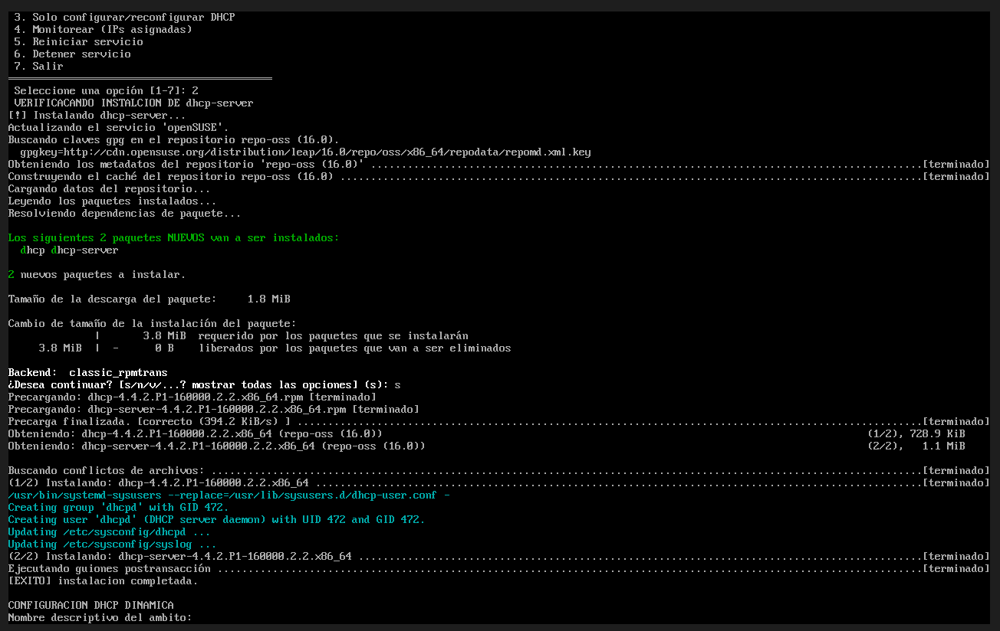 3. Solo configurar/reconfigurar DHCP
4. Monitorear (IPs asignadas)
5. Reiniciar servicio
6. Detener servicio
7. Salir
Seleccione una opción [1-7]: 2
VERIFICACANDO INSTALCION DE dhcp-server
[!] Instalando dhcp-server...
Actualizando el servicio 'openSUSE'.
Buscando claves gpg en el repositorio repo-oss (16.0).
gpgkey=http://cdn.opensuse.org/distribution/leap/16.0/repo/oss/x86_64/repodata/repomd.xml.key
Obteniendo los metadatos del repositorio 'repo-oss (16.0)' ..........................................................................................[terminado]
Construyendo el caché del repositorio repo-oss (16.0) ...............................................................................................[terminado]
Cargando datos del repositorio...
Leyendo los paquetes instalados...
Resolviendo dependencias de paquete...
Los siguientes 2 paquetes NUEVOS van a ser instalados:
dhcp dhcp-server
2 nuevos paquetes a instalar.
Tamaño de la descarga del paquete:     1.8 MiB
Cambio de tamaño de la instalación del paquete:
|       3.8 MiB  requerido por los paquetes que se instalarán
3.8 MiB  |  -      0 B    liberados por los paquetes que van a ser eliminados
Backend:  classic_rpmtrans
¿Desea continuar? [s/n/v/...? mostrar todas las opciones] (s): s
Precargando: dhcp-4.4.2.P1-160000.2.2.x86_64.rpm [terminado]
Precargando: dhcp-server-4.4.2.P1-160000.2.2.x86_64.rpm [terminado]
Precarga finalizada. [correcto (394.2 KiB/s) ] ......................................................................................................[terminado]
Obteniendo: dhcp-4.4.2.P1-160000.2.2.x86_64 (repo-oss (16.0)) (1/2), 728.9 KiB
Obteniendo: dhcp-server-4.4.2.P1-160000.2.2.x86_64 (repo-oss (16.0)) (2/2),   1.1 MiB
Buscando conflictos de archivos: ....................................................................................................................[terminado]
(1/2) Instalando: dhcp-4.4.2.P1-160000.2.2.x86_64 ...................................................................................................[terminado]
/usr/bin/systemd-sysusers --replace=/usr/lib/sysusers.d/dhcp-user.conf -
Creating group 'dhcpd' with GID 472.
Creating user 'dhcpd' (DHCP server daemon) with UID 472 and GID 472.
Updating /etc/sysconfig/dhcpd ...
Updating /etc/sysconfig/syslog ...
(2/2) Instalando: dhcp-server-4.4.2.P1-160000.2.2.x86_64 ............................................................................................[terminado]
Ejecutando guiones postransacción ...................................................................................................................[terminado]
[EXITO] instalacion completada.
CONFIGURACION DHCP DINAMICA
Nombre descriptivo del ambito: